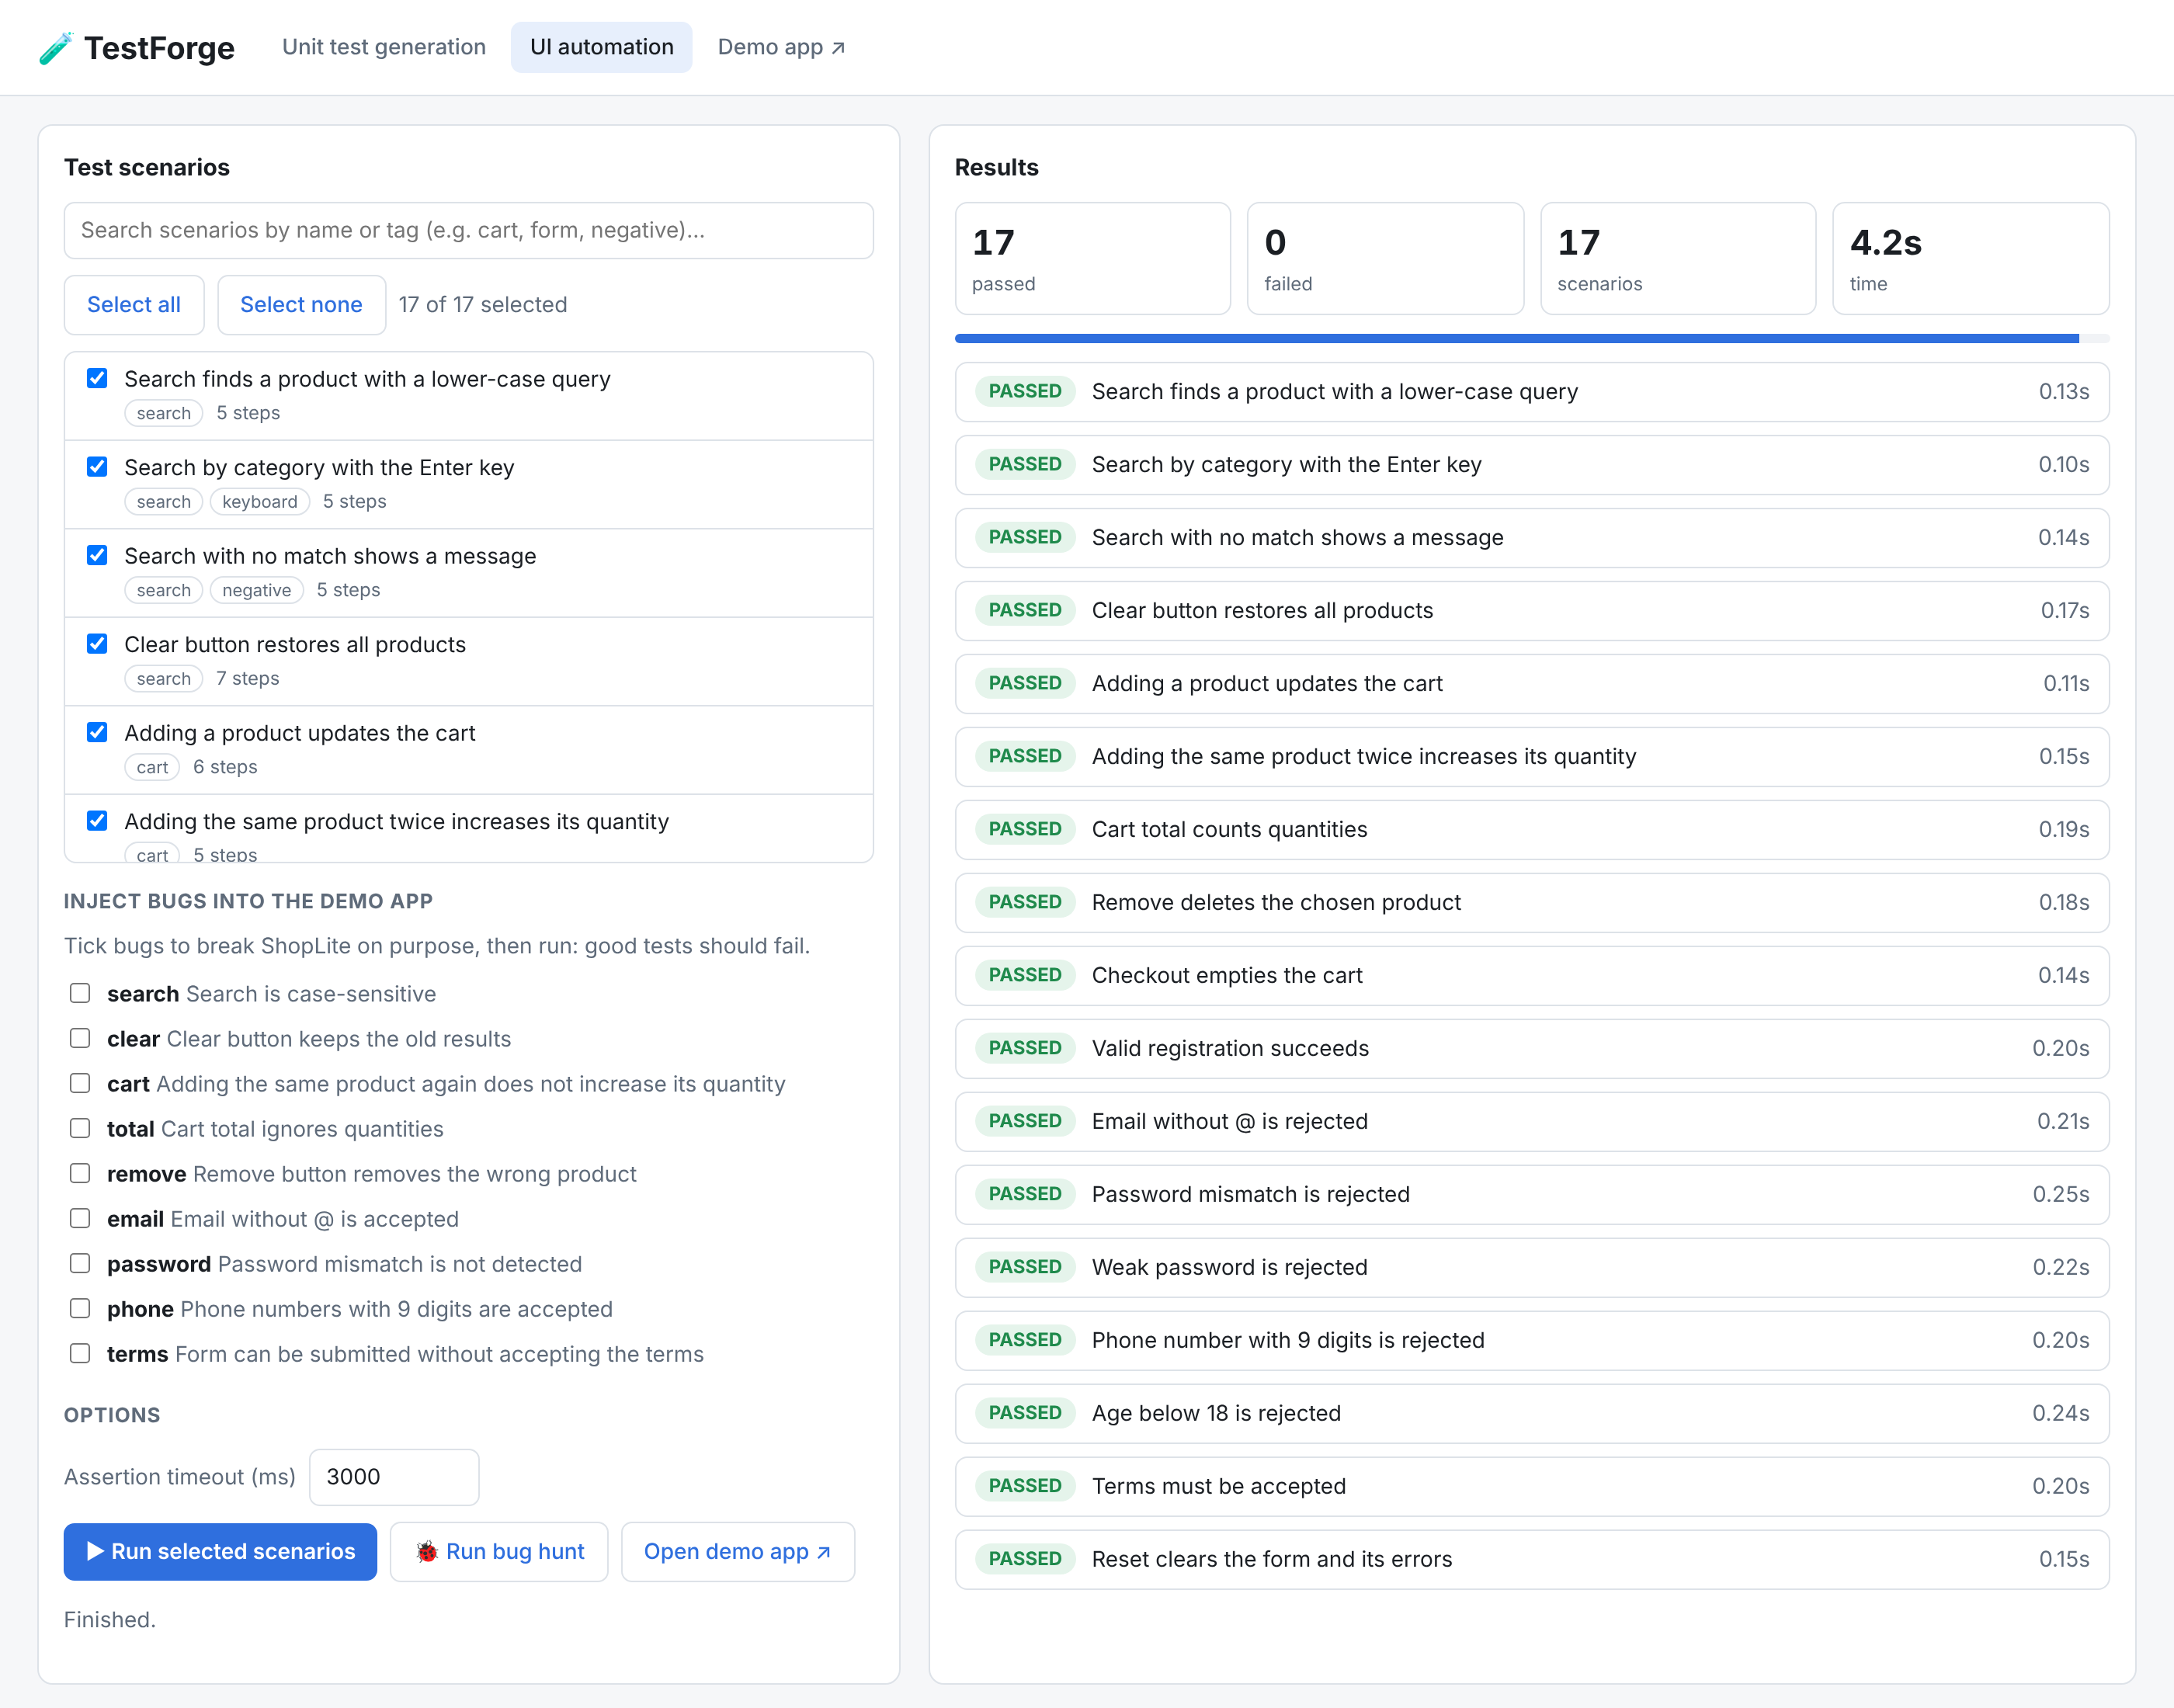 🧪 TestForge
Unit test generation
UI automation
Demo app ↗
Test scenarios
Search scenarios by name or tag (e.g. cart, form, negative)...
Select all
Select none
17 of 17 selected
Search finds a product with a lower-case query
search 5 steps
Search by category with the Enter key
search keyboard 5 steps
Search with no match shows a message
search negative 5 steps
Clear button restores all products
search 7 steps
Adding a product updates the cart
cart 6 steps
Adding the same product twice increases its quantity
cart 5 steps
INJECT BUGS INTO THE DEMO APP
Tick bugs to break ShopLite on purpose, then run: good tests should fail.
search Search is case-sensitive
clear Clear button keeps the old results
cart Adding the same product again does not increase its quantity
total Cart total ignores quantities
remove Remove button removes the wrong product
email Email without @ is accepted
password Password mismatch is not detected
phone Phone numbers with 9 digits are accepted
terms Form can be submitted without accepting the terms
OPTIONS
Assertion timeout (ms) 3000
▶ Run selected scenarios
🐞 Run bug hunt
Open demo app ↗
Finished.
Results
17
passed
0
failed
17
scenarios
4.2s
time
PASSED Search finds a product with a lower-case query 0.13s
PASSED Search by category with the Enter key 0.10s
PASSED Search with no match shows a message 0.14s
PASSED Clear button restores all products 0.17s
PASSED Adding a product updates the cart 0.11s
PASSED Adding the same product twice increases its quantity 0.15s
PASSED Cart total counts quantities 0.19s
PASSED Remove deletes the chosen product 0.18s
PASSED Checkout empties the cart 0.14s
PASSED Valid registration succeeds 0.20s
PASSED Email without @ is rejected 0.21s
PASSED Password mismatch is rejected 0.25s
PASSED Weak password is rejected 0.22s
PASSED Phone number with 9 digits is rejected 0.20s
PASSED Age below 18 is rejected 0.24s
PASSED Terms must be accepted 0.20s
PASSED Reset clears the form and its errors 0.15s